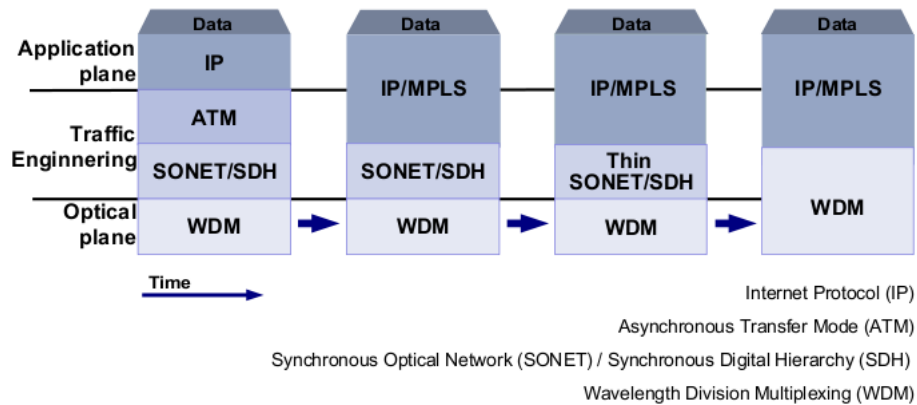 Data
Data
Data
Data
Application
plane
IP
IP/MPLS
IP/MPLS
IP/MPLS
Traffic
Enginnering
ATM
SONET/SDH
SONET/SDH
Thin
SONET/SDH
Optical
plane
WDM
WDM
WDM
WDM
Time
Internet Protocol (IP)
Asynchronous Transfer Mode (ATM)
Synchronous Optical Network (SONET) / Synchronous Digital Hierarchy (SDH)
Wavelength Division Multiplexing (WDM)